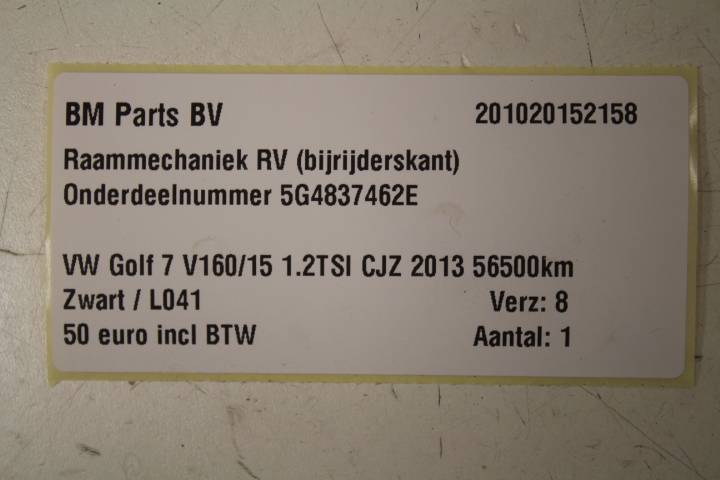 BM Parts BV 201020152158
Raammechaniek RV (bijrijderskant)
Onderdeelnummer 5G4837462E
VW Golf 7 V160/15 1.2TSI CJZ 2013 56500km
Zwart / L041 Verz: 8
50 euro incl BTW Aantal: 1